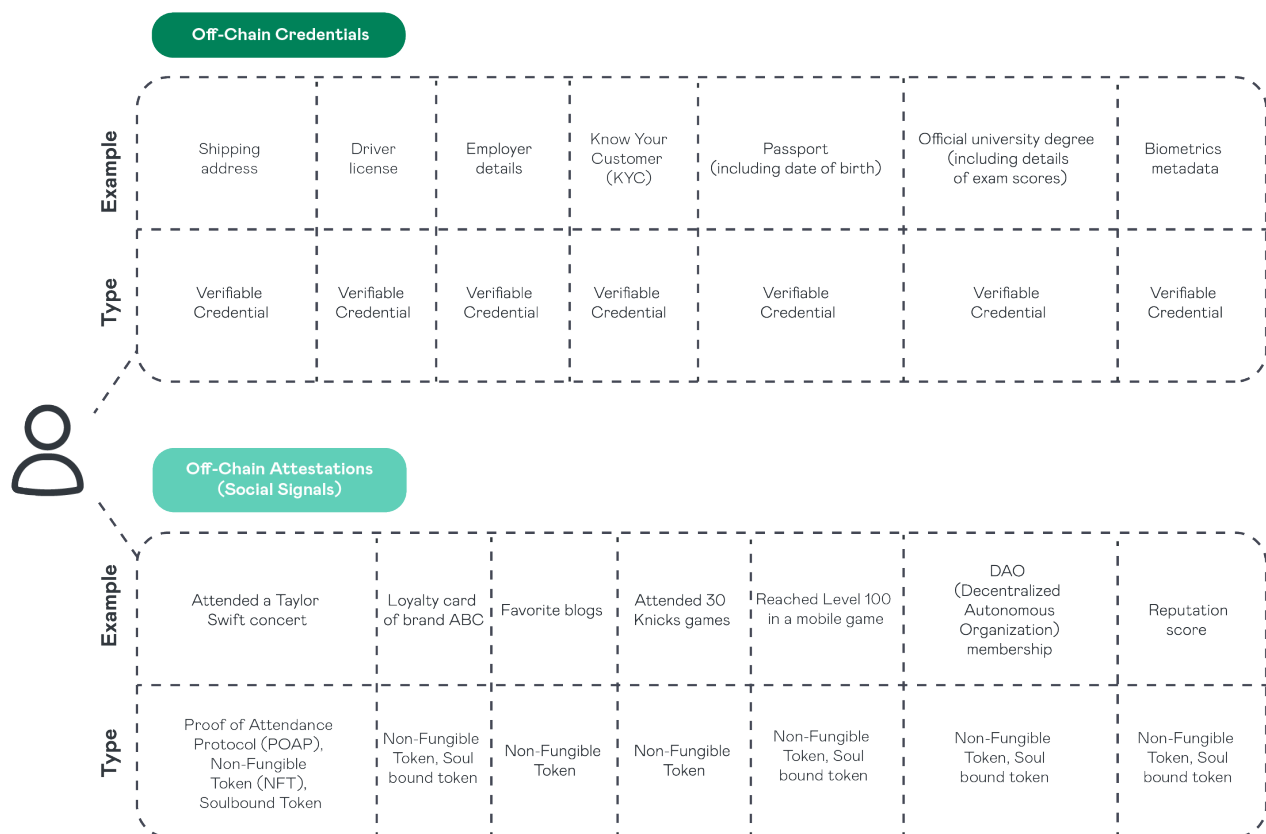 Off-Chain Credentials
Example
Shipping
address
Driver
license
Employer
details
Know Your
Customer
(KYC)
Passport
(including date of birth)
Official university degree
(including details
of exam scores)
Biometrics
metadata
Type
Verifiable
Credential
Verifiable
Credential
Verifiable
Credential
Verifiable
Credential
Verifiable
Credential
Verifiable
Credential
Verifiable
Credential
Off-Chain Attestations
(Social Signals)
Example
Attended a Taylor
Swift concert
Loyalty card
of brand ABC
Favorite blogs
Attended 30
Knicks games
Reached Level 100
in a mobile game
DAO
(Decentralized
Autonomous
Organization)
membership
Reputation
score
Type
Proof of Attendance
Protocol (POAP),
Non-Fungible
Token (NFT),
Soulbound Token
Non-Fungible
Token, Soul
bound token
Non-Fungible
Token
Non-Fungible
Token
Non-Fungible
Token, Soul
bound token
Non-Fungible
Token, Soul
bound token
Non-Fungible
Token, Soul
bound token